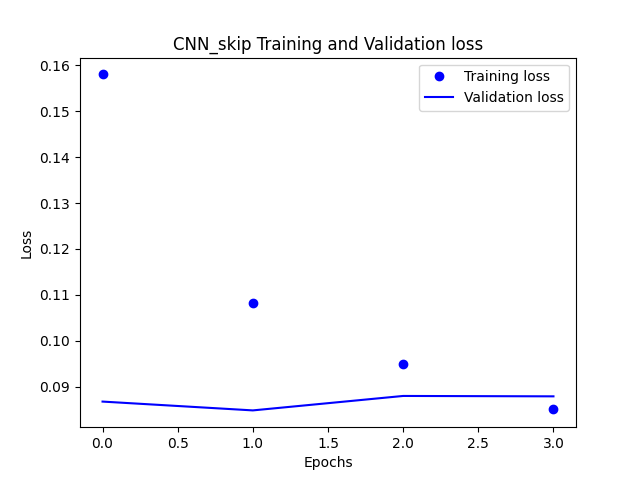 CNN_skip Training and Validation loss
Training loss
Validation loss
Loss
0.16
0.15
0.14
0.13
0.12
0.11
0.10
0.09
0.0 0.5 1.0 1.5 2.0 2.5 3.0
Epochs